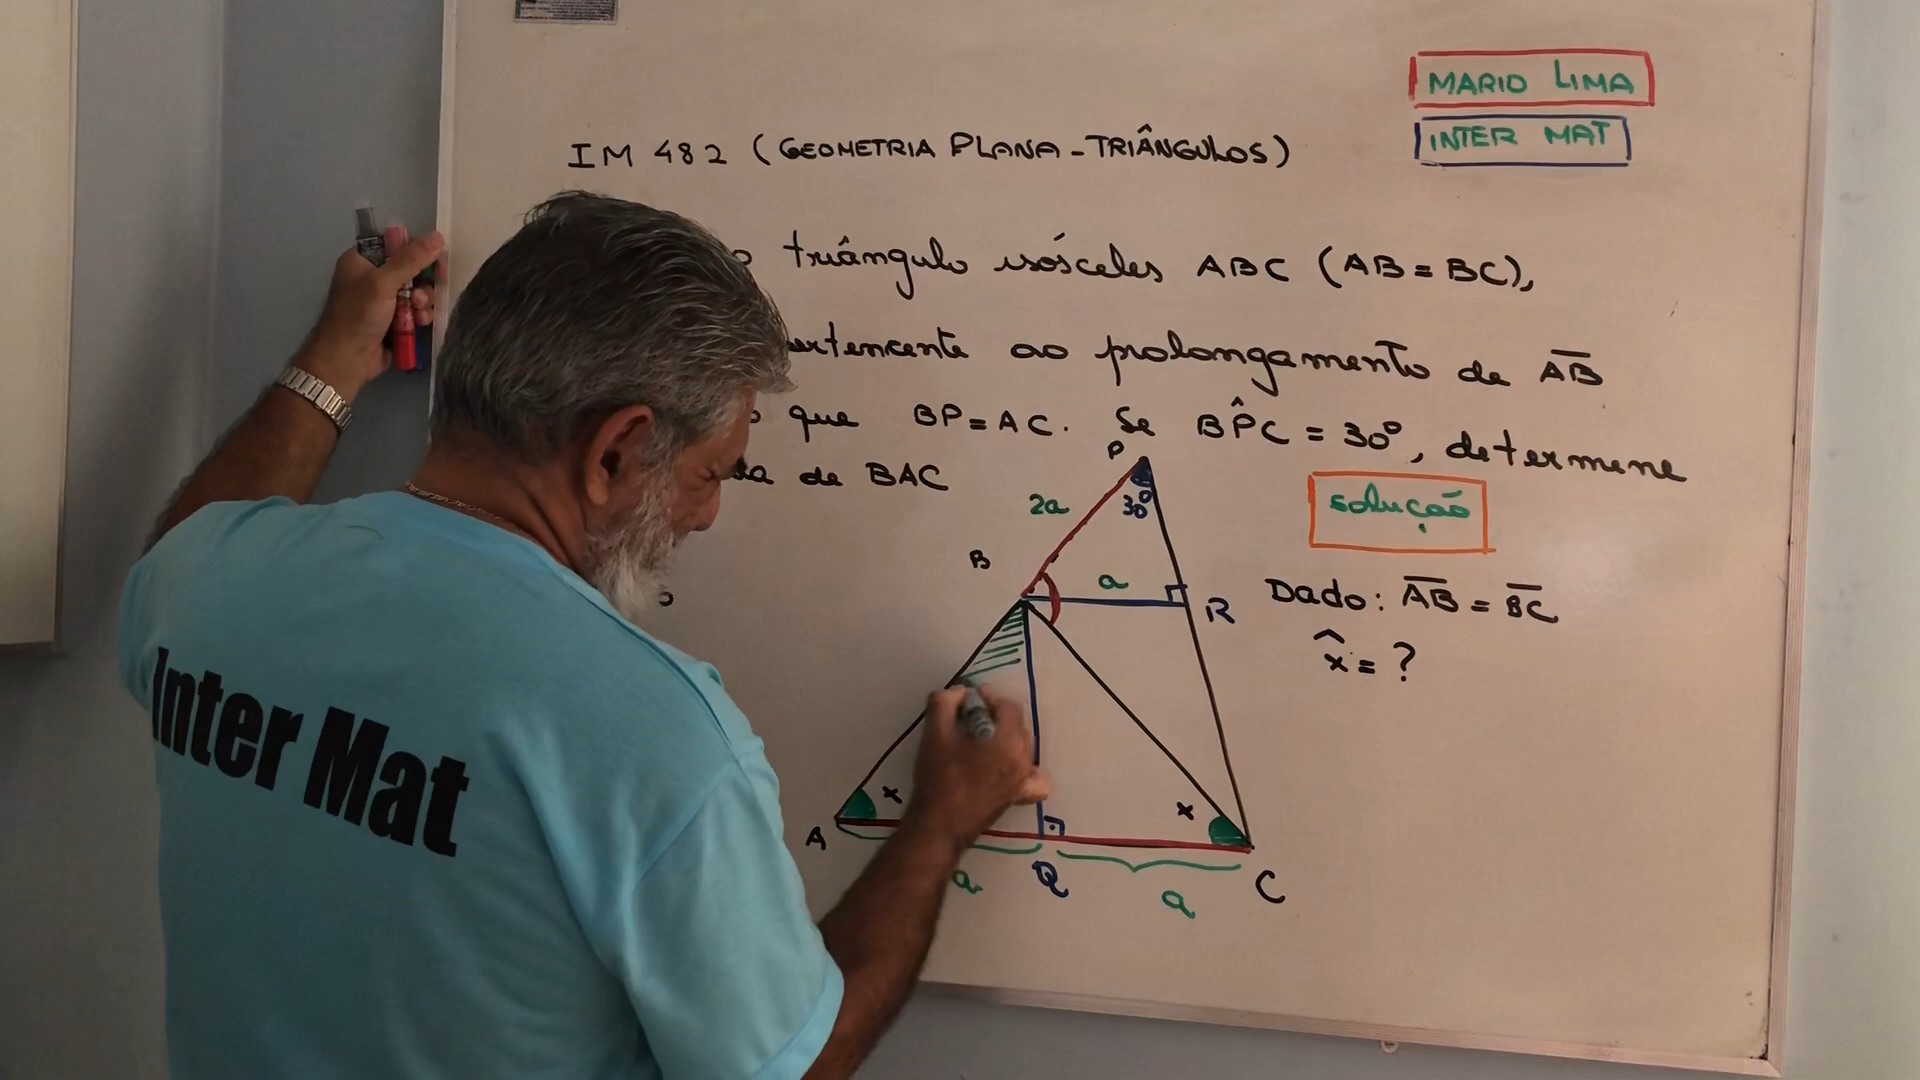 MARIO LIMA
INTER MAT
IM 482 (GEOMETRIA PLANA - TRIÂNGULOS)
triângulo isósceles ABC (AB = BC),
ao prolongamento de AB
que BP = AC. Se BP̂C = 30°, determine
de BAC
solução
P
2a
30°
B
a
R
Dado: AB = BC
x̂ = ?
x
x
A
a
Q
a
C
Inter Mat